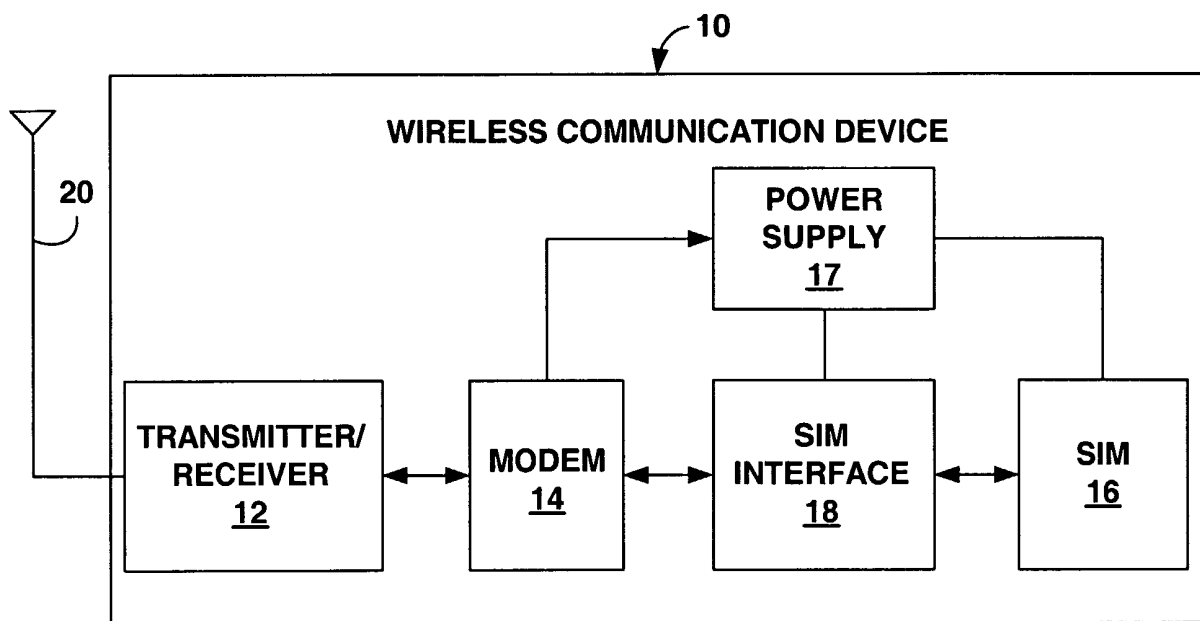 10
WIRELESS COMMUNICATION DEVICE
20
POWER
SUPPLY
17
TRANSMITTER/
RECEIVER
12
MODEM
14
SIM
INTERFACE
18
SIM
16